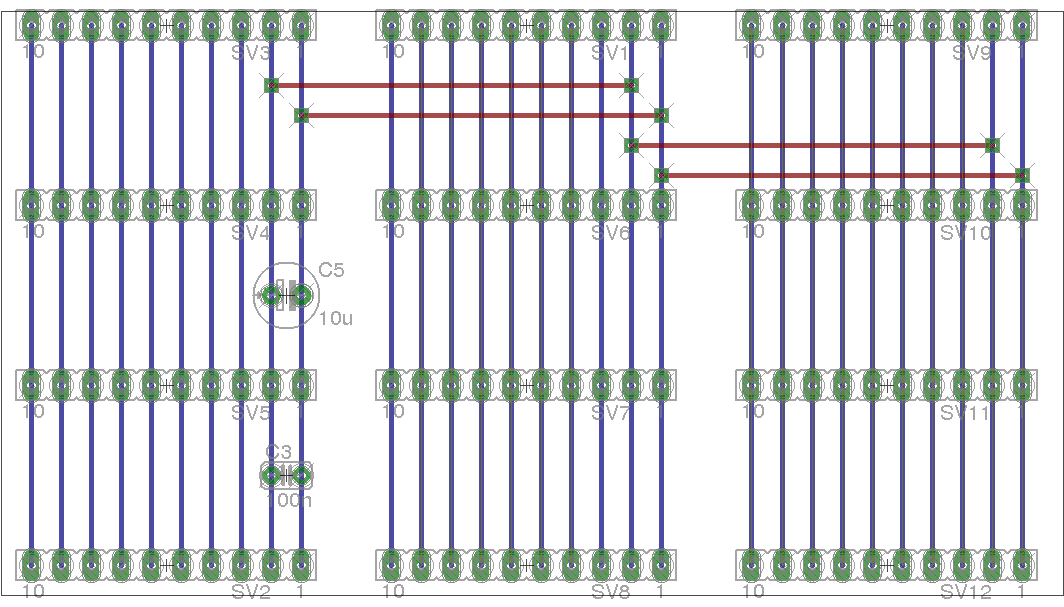 10 SV3 1 10 SV1 1 10 SV9 1
10 SV4 1 10 SV6 1 10 SV10 1
C5
10u
10 SV5 1 10 SV7 1 10 SV11 1
C3
100n
10 SV2 1 10 SV8 1 10 SV12 1